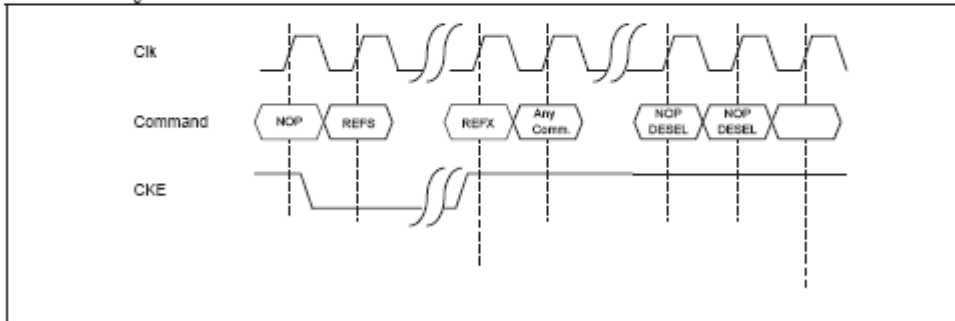 Clk
Command
NOP
REFS
REFX
Any
Comm.
NOP
DESEL
NOP
DESEL
CKE